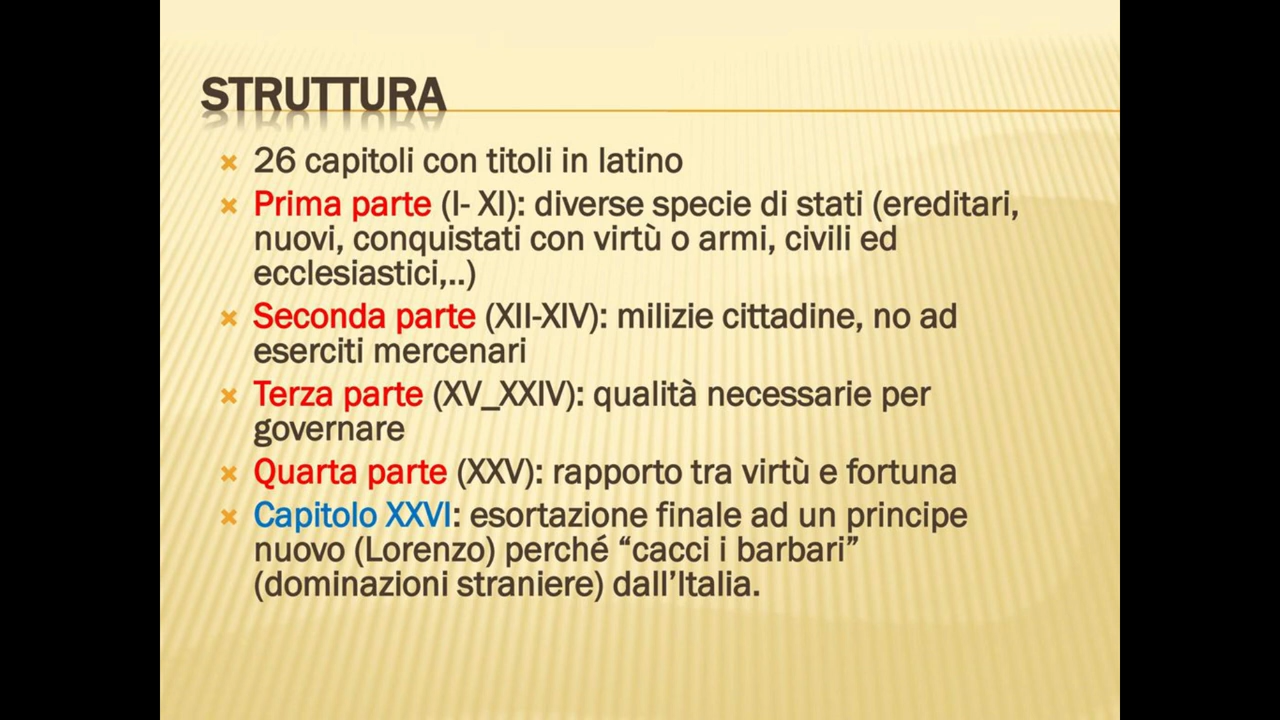 STRUTTURA
26 capitoli con titoli in latino
Prima parte (I- XI): diverse specie di stati (ereditari,
nuovi, conquistati con virtù o armi, civili ed
ecclesiastici,..)
Seconda parte (XII-XIV): milizie cittadine, no ad
eserciti mercenari
Terza parte (XV_XXIV): qualità necessarie per
governare
Quarta parte (XXV): rapporto tra virtù e fortuna
Capitolo XXVI: esortazione finale ad un principe
nuovo (Lorenzo) perché “cacci i barbari”
(dominazioni straniere) dall’Italia.